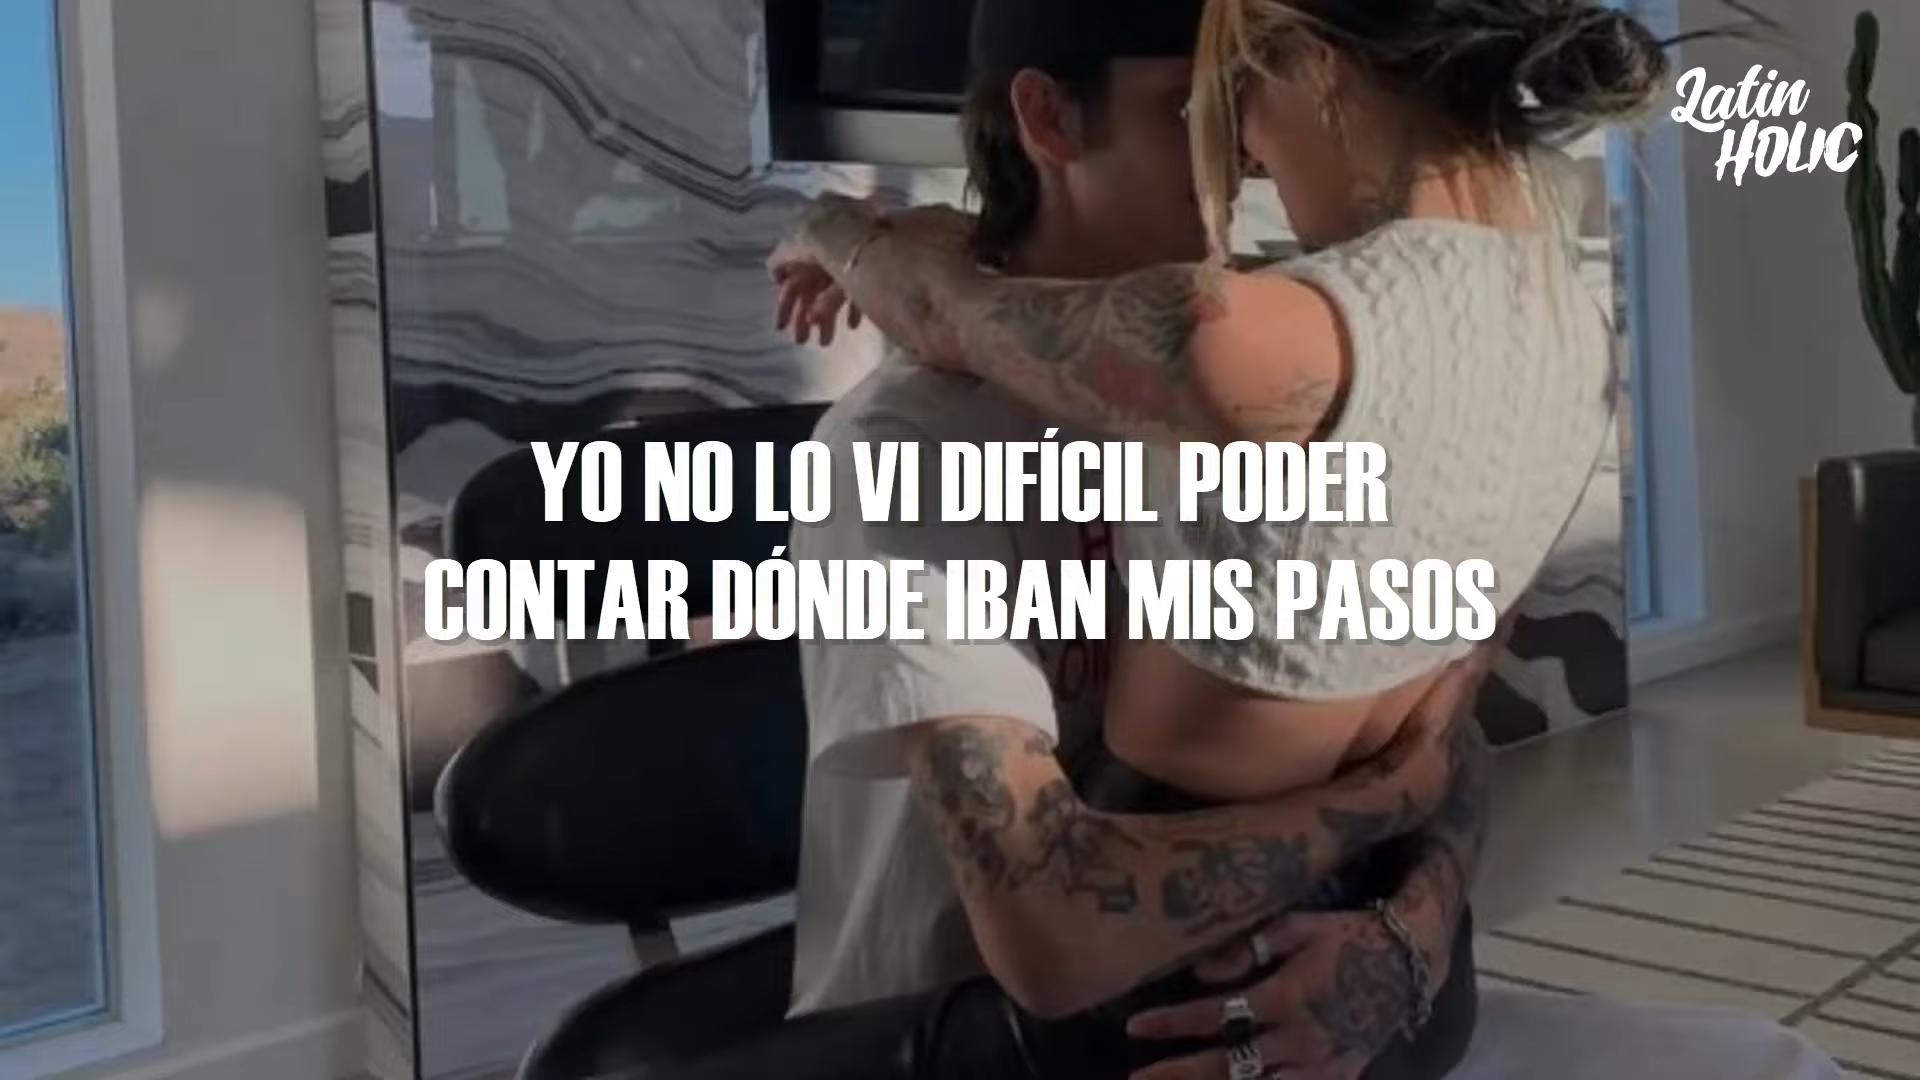 Latin
HOLIC
YO NO LO VI DIFÍCIL PODER
CONTAR DÓNDE IBAN MIS PASOS